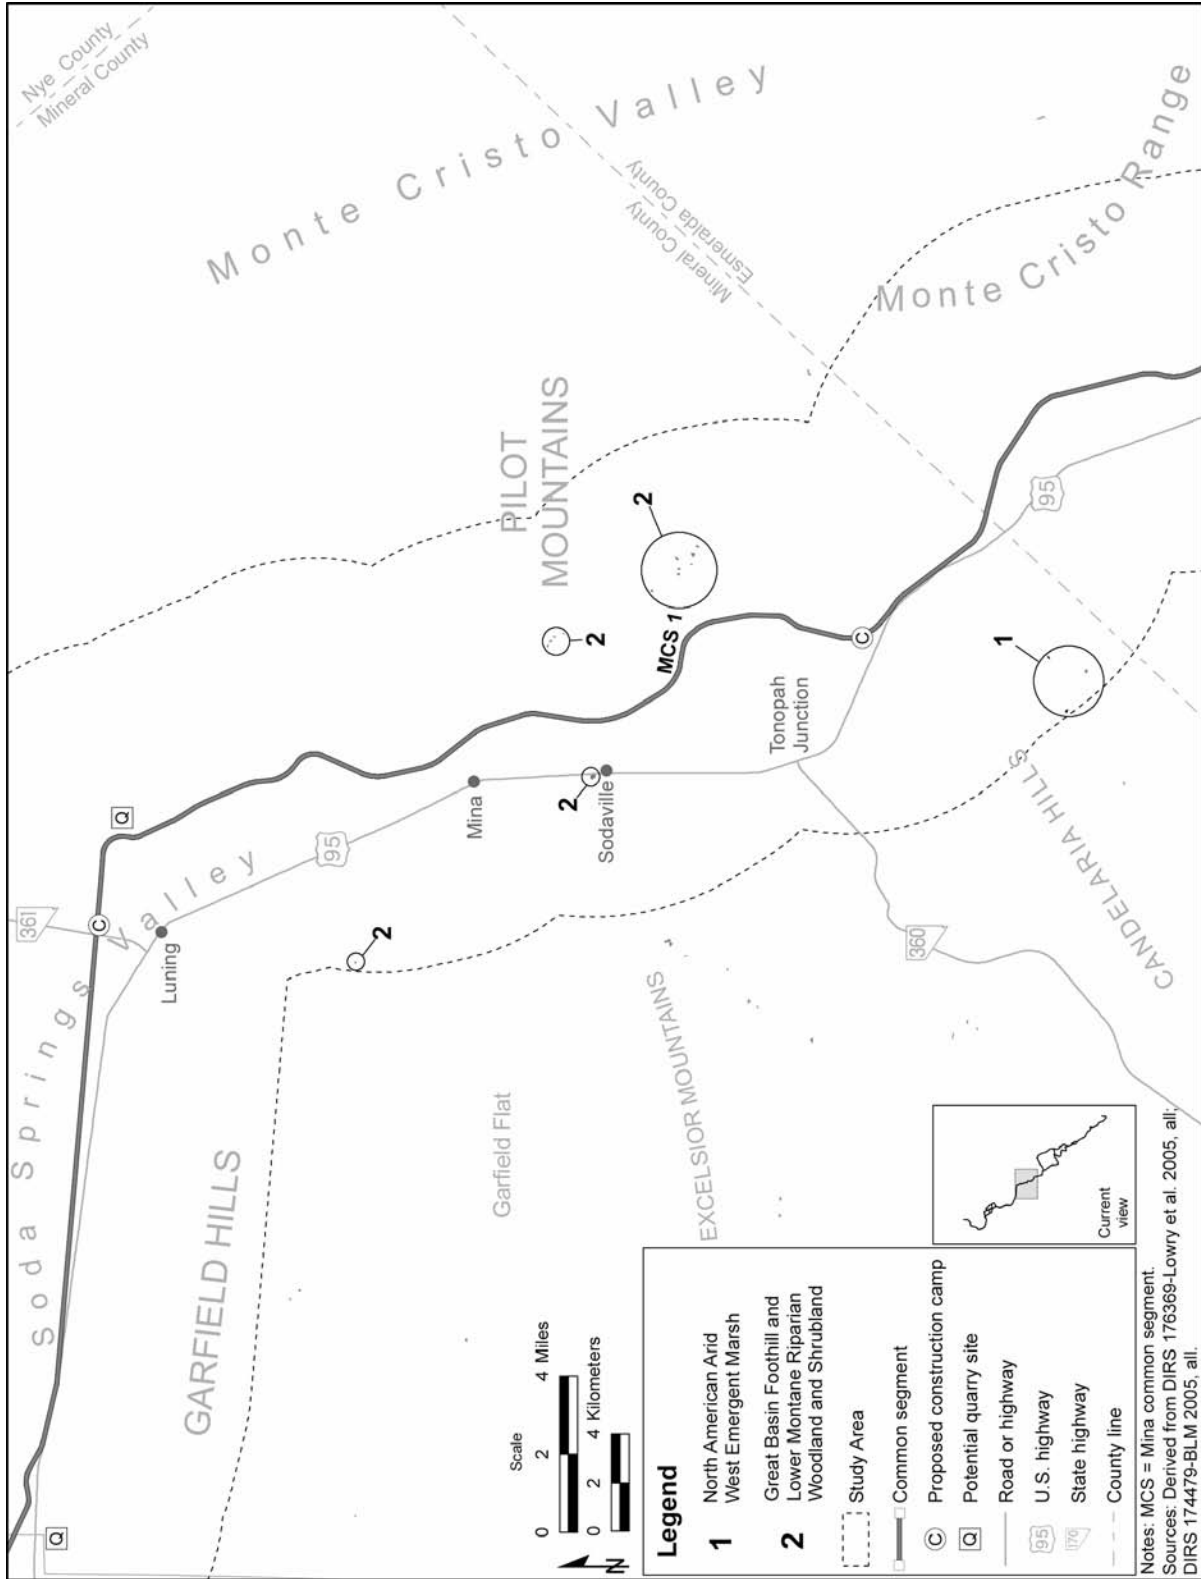 Nye County
Mineral County
Monte Cristo Valley
Mineral County
Esmeralda County
Monte Cristo Range
PILOT
MOUNTAINS
2
2
MCS 1
95
C
1
Tonopah
Junction
2
Sodaville
Mina
Q
95
361
C
Soda Springs Valley
Luning
2
360
CANDELARIA HILLS
EXCELSIOR MOUNTAINS
Garfield Flat
GARFIELD HILLS
Q
Scale
0 2 4 Miles
0 2 4 Kilometers
N
Legend
1 North American Arid
West Emergent Marsh
2 Great Basin Foothill and
Lower Montane Riparian
Woodland and Shrubland
Study Area
Common segment
C Proposed construction camp
Q Potential quarry site
Road or highway
95 U.S. highway
170 State highway
County line
Current
view
Notes: MCS = Mina common segment.
Sources: Derived from DIRS 176369-Lowry et al. 2005, all;
DIRS 174479-BLM 2005, all.